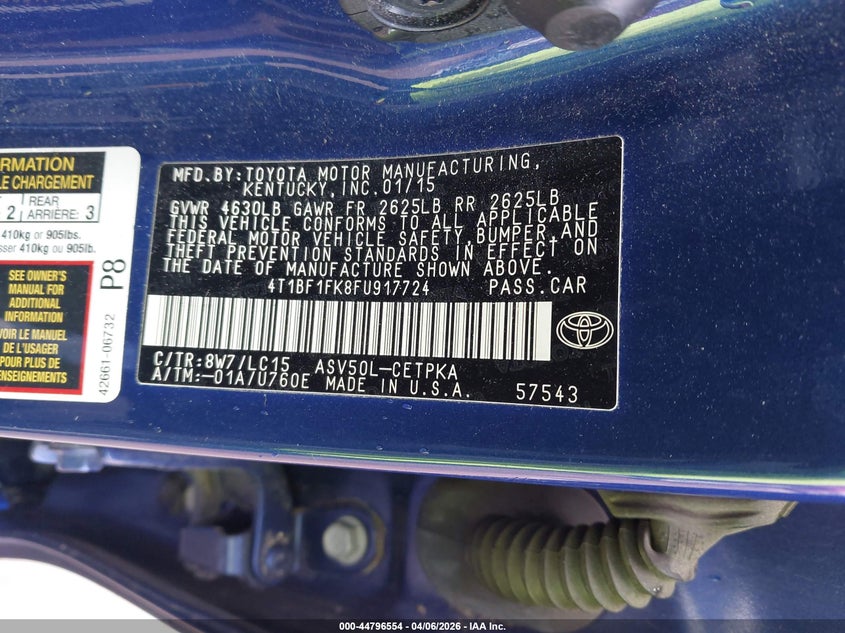 RMATION
LE CHARGEMENT
2 REAR ARRIÈRE: 3
410kg or 905lbs.
sser 410kg ou 905lb.
SEE OWNER'S
MANUAL FOR
ADDITIONAL
INFORMATION
VOIR LE MANUEL
DE L'USAGER
POUR PLUS DE
ENSEIGNEMENTS
P8
42661-06732
MFD.BY: TOYOTA MOTOR MANUFACTURING,
KENTUCKY, INC. 01/15
GVWR 4630LB GAWR FR 2625LB RR 2625LB
THIS VEHICLE CONFORMS TO ALL APPLICABLE
FEDERAL MOTOR VEHICLE SAFETY, BUMPER, AND
THEFT PREVENTION STANDARDS IN EFFECT ON
THE DATE OF MANUFACTURE SHOWN ABOVE.
4T1BF1FK8FU917724 PASS.CAR
C/TR:8W7/LC15 ASV50L-CETPKA
A/TM:-01A/U760E MADE IN U.S.A.
57543
000-44796554 - 04/06/2026 - IAA Inc.